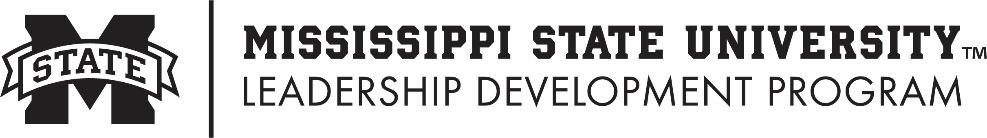 M
STATE
MISSISSIPPI STATE UNIVERSITY™
LEADERSHIP DEVELOPMENT PROGRAM